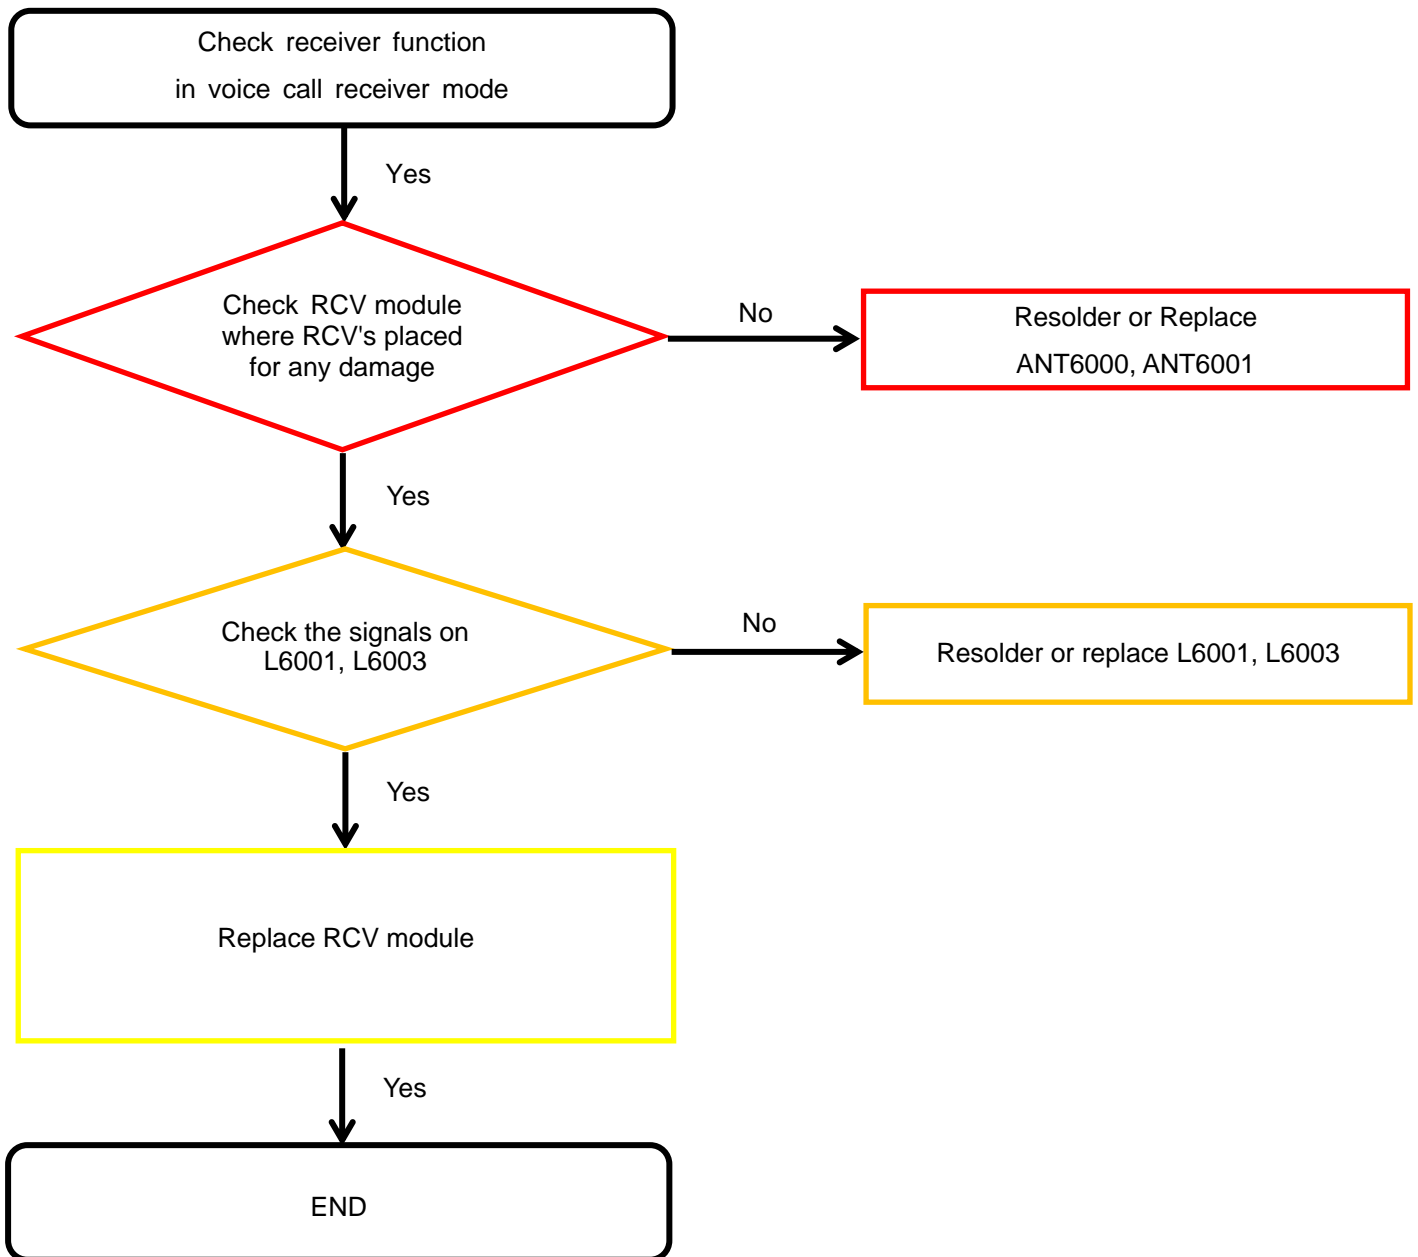 Check receiver function
in voice call receiver mode
Yes
Check RCV module
where RCV's placed
for any damage
No
Resolder or Replace
ANT6000, ANT6001
Yes
Check the signals on
L6001, L6003
No
Resolder or replace L6001, L6003
Yes
Replace RCV module
Yes
END